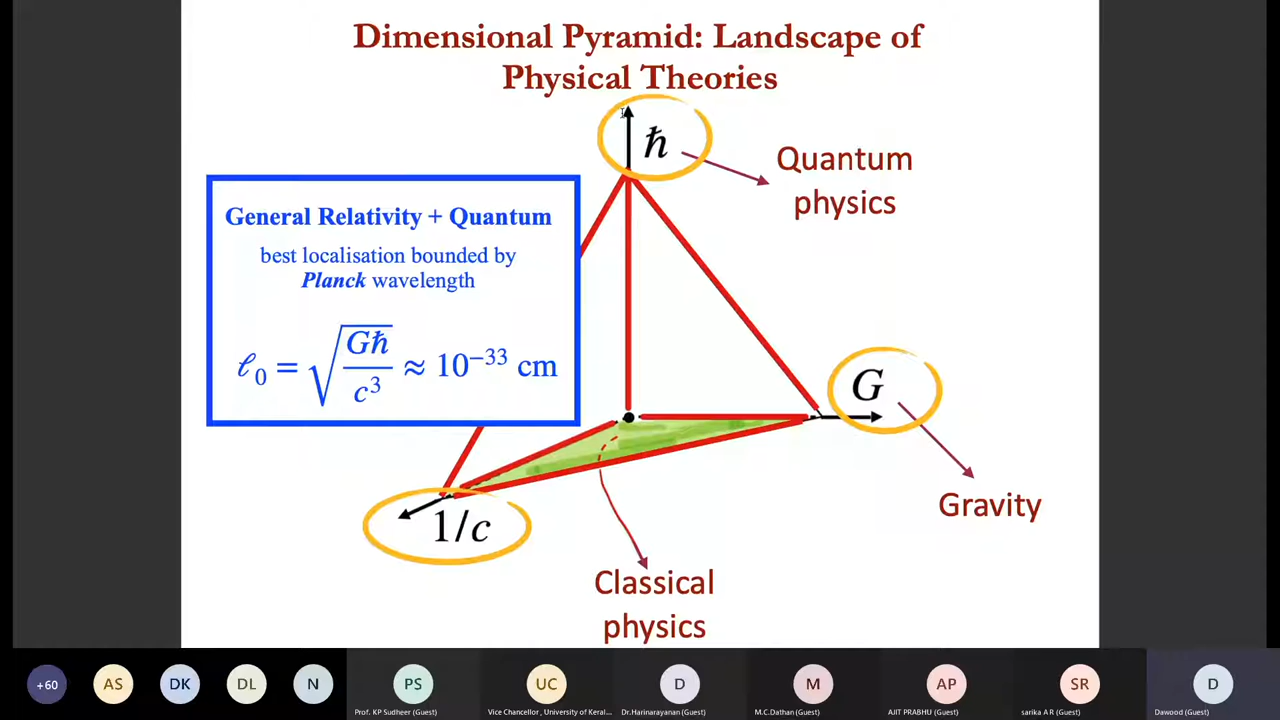 Dimensional Pyramid: Landscape of
Physical Theories
ħ
Quantum
physics
General Relativity + Quantum
best localisation bounded by
Planck wavelength
ℓ₀ = √(Għ/c³) ≈ 10⁻³³ cm
G
Gravity
1/c
Classical
physics
+60
AS
DK
DL
N
PS
Prof. KP Sudheer (Guest)
UC
Vice Chancellor , University of Keral...
D
Dr.Harinarayanan (Guest)
M
M.C.Dathan (Guest)
AP
AJIT PRABHU (Guest)
SR
sarika A R (Guest)
D
Dawood (Guest)